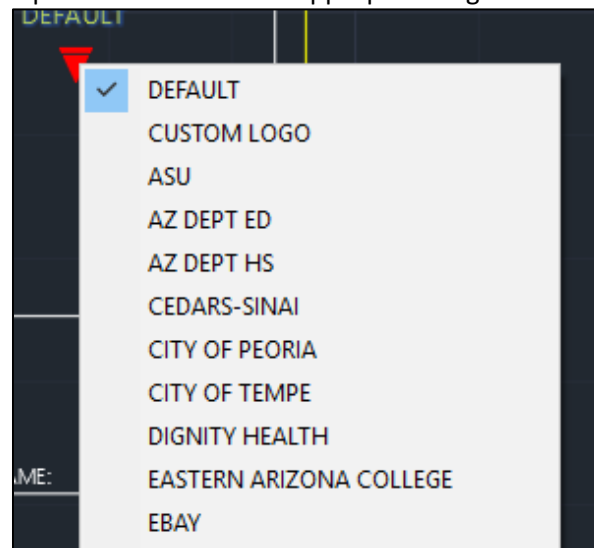 DEFAULT
DEFAULT
CUSTOM LOGO
ASU
AZ DEPT ED
AZ DEPT HS
CEDARS-SINAI
CITY OF PEORIA
CITY OF TEMPE
DIGNITY HEALTH
AME:
EASTERN ARIZONA COLLEGE
EBAY